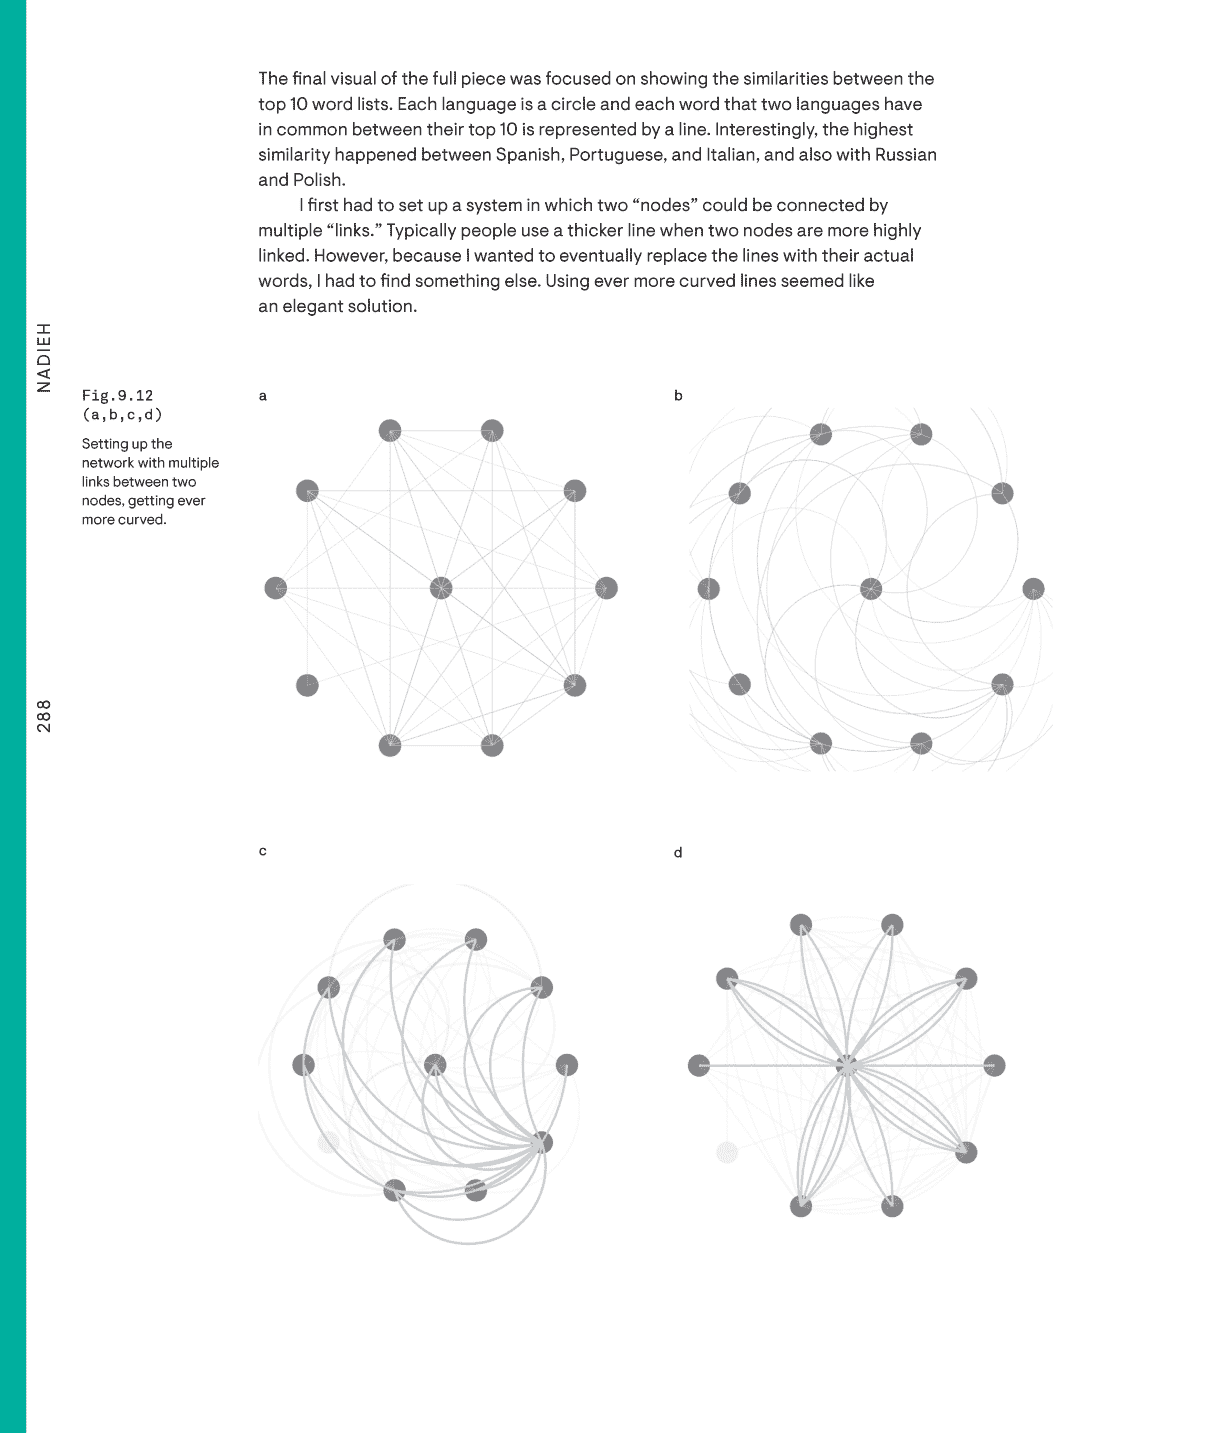 The final visual of the full piece was focused on showing the similarities between the
top 10 word lists. Each language is a circle and each word that two languages have
in common between their top 10 is represented by a line. Interestingly, the highest
similarity happened between Spanish, Portuguese, and Italian, and also with Russian
and Polish.
I first had to set up a system in which two “nodes” could be connected by
multiple “links.” Typically people use a thicker line when two nodes are more highly
linked. However, because I wanted to eventually replace the lines with their actual
words, I had to find something else. Using ever more curved lines seemed like
an elegant solution.
NADIEH
288
Fig.9.12
(a,b,c,d)
Setting up the
network with multiple
links between two
nodes, getting ever
more curved.
a
b
c
d